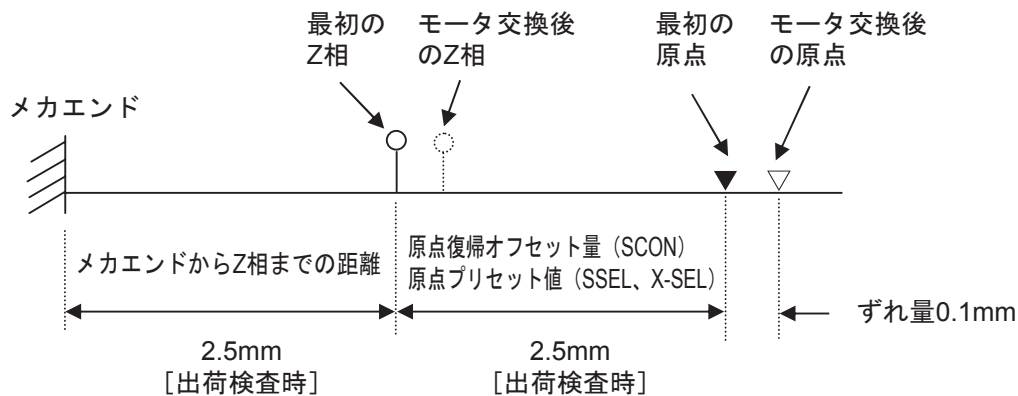 最初の
Z相
モータ交換後
のZ相
最初の
原点
モータ交換後
の原点
メカエンド
メカエンドからZ相までの距離
原点復帰オフセット量（SCON）
原点プリセット値（SSEL、X-SEL）
ずれ量0.1mm
2.5mm
［出荷検査時］
2.5mm
［出荷検査時］